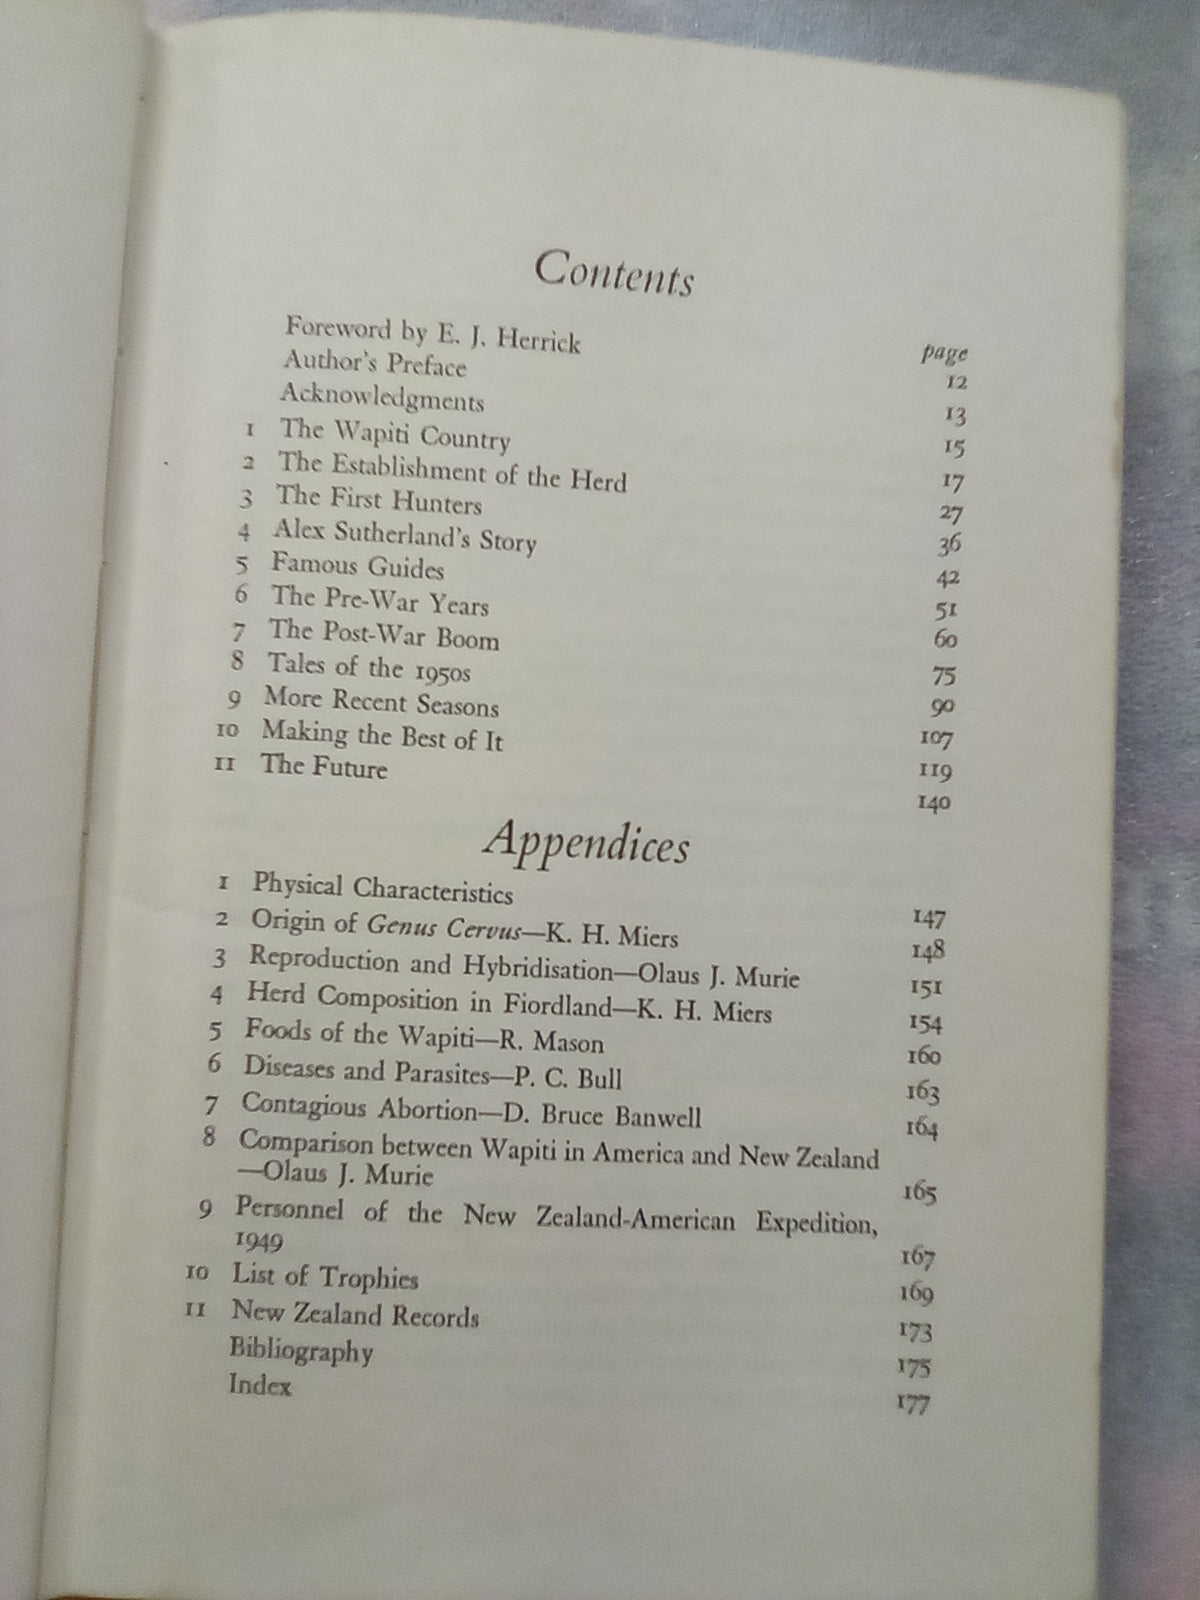 Contents
page
Foreword by E. J. Herrick 12
Author's Preface 13
Acknowledgments 15
1 The Wapiti Country 17
2 The Establishment of the Herd 27
3 The First Hunters 36
4 Alex Sutherland's Story 42
5 Famous Guides 51
6 The Pre-War Years 60
7 The Post-War Boom 75
8 Tales of the 1950s 90
9 More Recent Seasons 107
10 Making the Best of It 119
11 The Future 140
Appendices
1 Physical Characteristics 147
2 Origin of Genus Cervus—K. H. Miers 148
3 Reproduction and Hybridisation—Olaus J. Murie 151
4 Herd Composition in Fiordland—K. H. Miers 154
5 Foods of the Wapiti—R. Mason 160
6 Diseases and Parasites—P. C. Bull 163
7 Contagious Abortion—D. Bruce Banwell 164
8 Comparison between Wapiti in America and New Zealand
—Olaus J. Murie 165
9 Personnel of the New Zealand-American Expedition,
1949 167
10 List of Trophies 169
11 New Zealand Records 173
Bibliography 175
Index 177